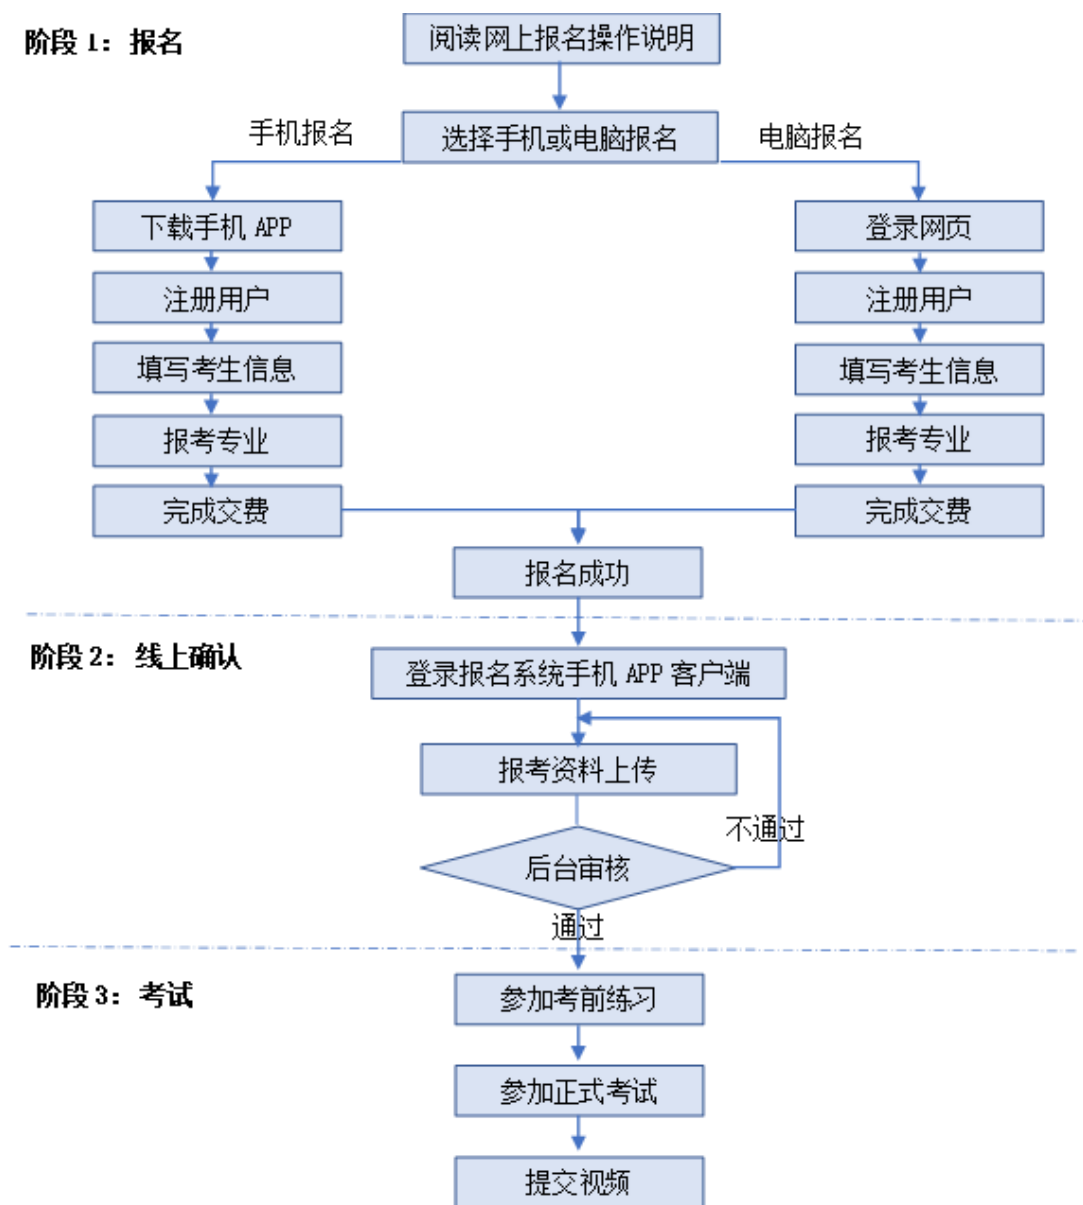 阶段 1：报名
阅读网上报名操作说明
手机报名
选择手机或电脑报名
电脑报名
下载手机 APP
登录网页
注册用户
注册用户
填写考生信息
填写考生信息
报考专业
报考专业
完成交费
完成交费
报名成功
阶段 2：线上确认
登录报名系统手机 APP 客户端
报考资料上传
不通过
后台审核
通过
阶段 3：考试
参加考前练习
参加正式考试
提交视频